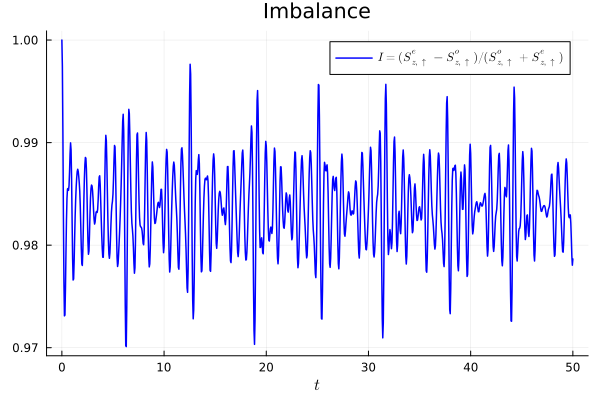 Imbalance
I = (S^e_{z,↑} − S^o_{z,↑})/(S^o_{z,↑} + S^e_{z,↑})
1.00
0.99
0.98
0.97
0 10 20 30 40 50
t